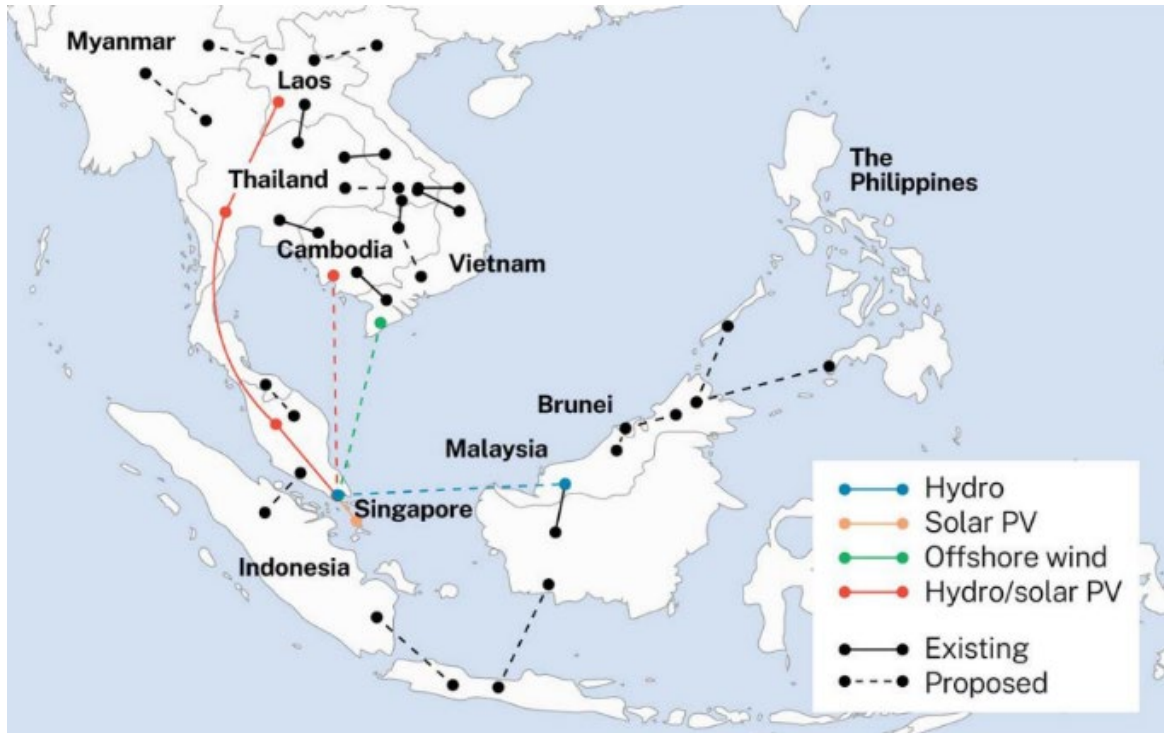 Myanmar
Laos
Thailand
The
Philippines
Cambodia
Vietnam
Brunei
Malaysia
Singapore
Indonesia
Hydro
Solar PV
Offshore wind
Hydro/solar PV
Existing
Proposed